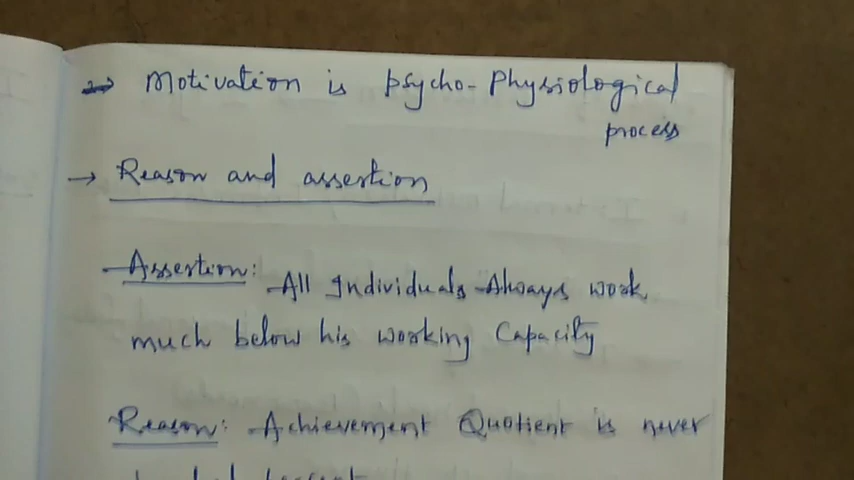 → Motivation is psycho-Physiological
process
→ Reason and assertion
Assertion: All Individuals Always work
much below his working Capacity
Reason: Achievement Quotient is never